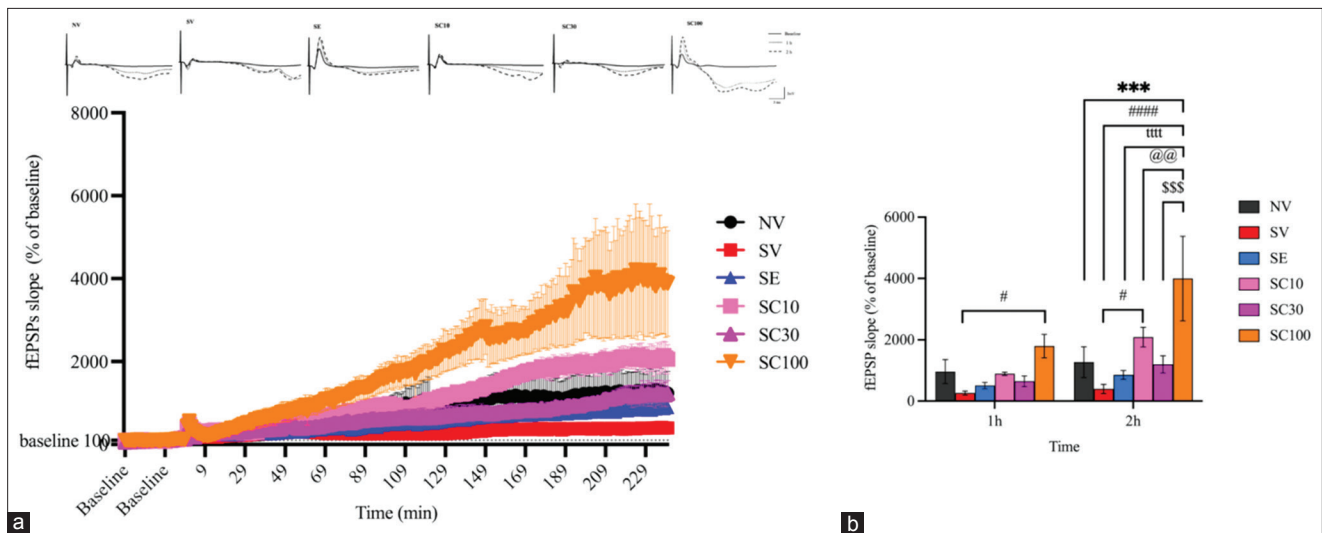 NV SV SE SC10 SC30 SC100
Baseline
1 h
2 h
8000
6000
4000
2000
baseline 100
0
fEPSPs slope (% of baseline)
Baseline Baseline 9 29 49 69 89 109 129 149 169 189 209 229
Time (min)
NV
SV
SE
SC10
SC30
SC100
a
***
####
tttt
@@
$$$
#
#
6000
4000
2000
0
fEPSP slope (% of baseline)
1h 2h
Time
NV
SV
SE
SC10
SC30
SC100
b